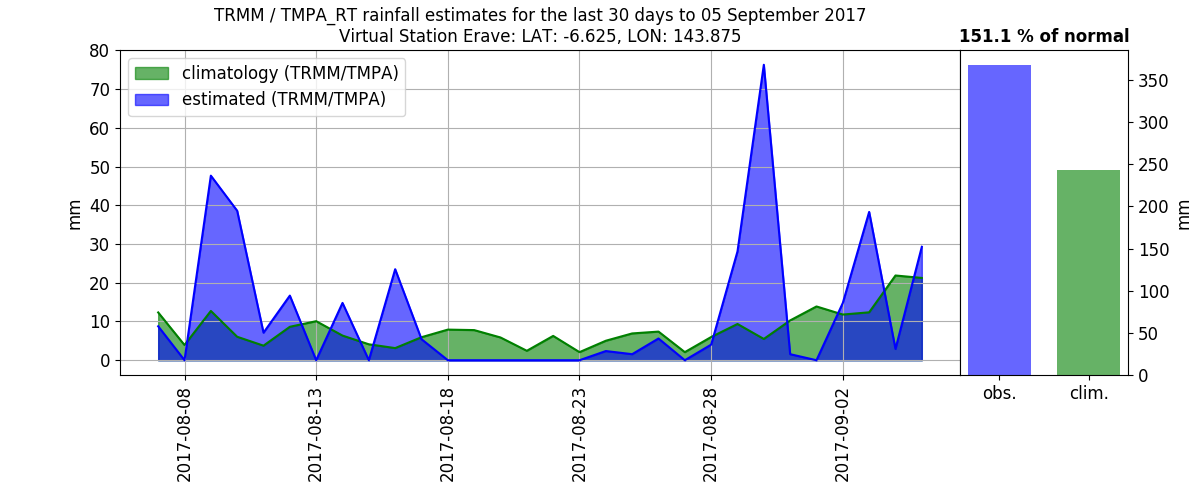 TRMM / TMPA_RT rainfall estimates for the last 30 days to 05 September 2017
Virtual Station Erave: LAT: -6.625, LON: 143.875
151.1 % of normal
climatology (TRMM/TMPA)
estimated (TRMM/TMPA)
mm
80
70
60
50
40
30
20
10
0
2017-08-08
2017-08-13
2017-08-18
2017-08-23
2017-08-28
2017-09-02
obs.
clim.
350
300
250
200
150
100
50
0
mm